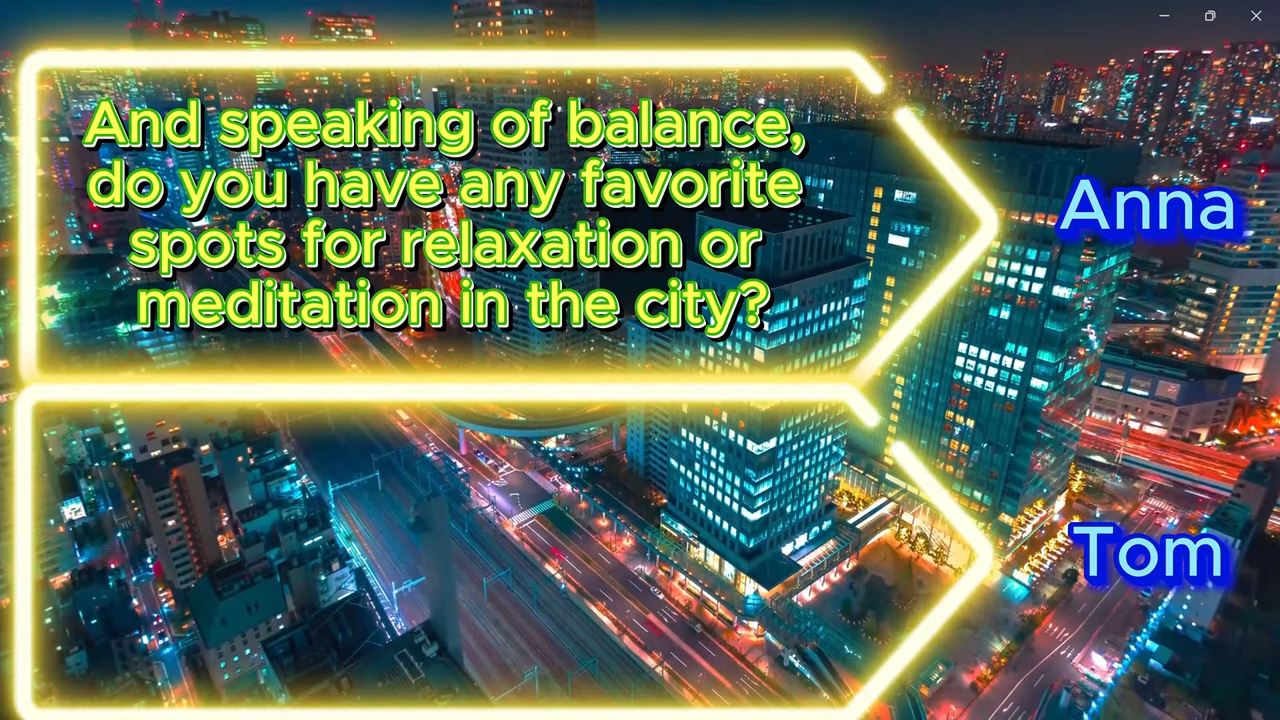 And speaking of balance,
do you have any favorite
spots for relaxation or
meditation in the city?
Anna
Tom